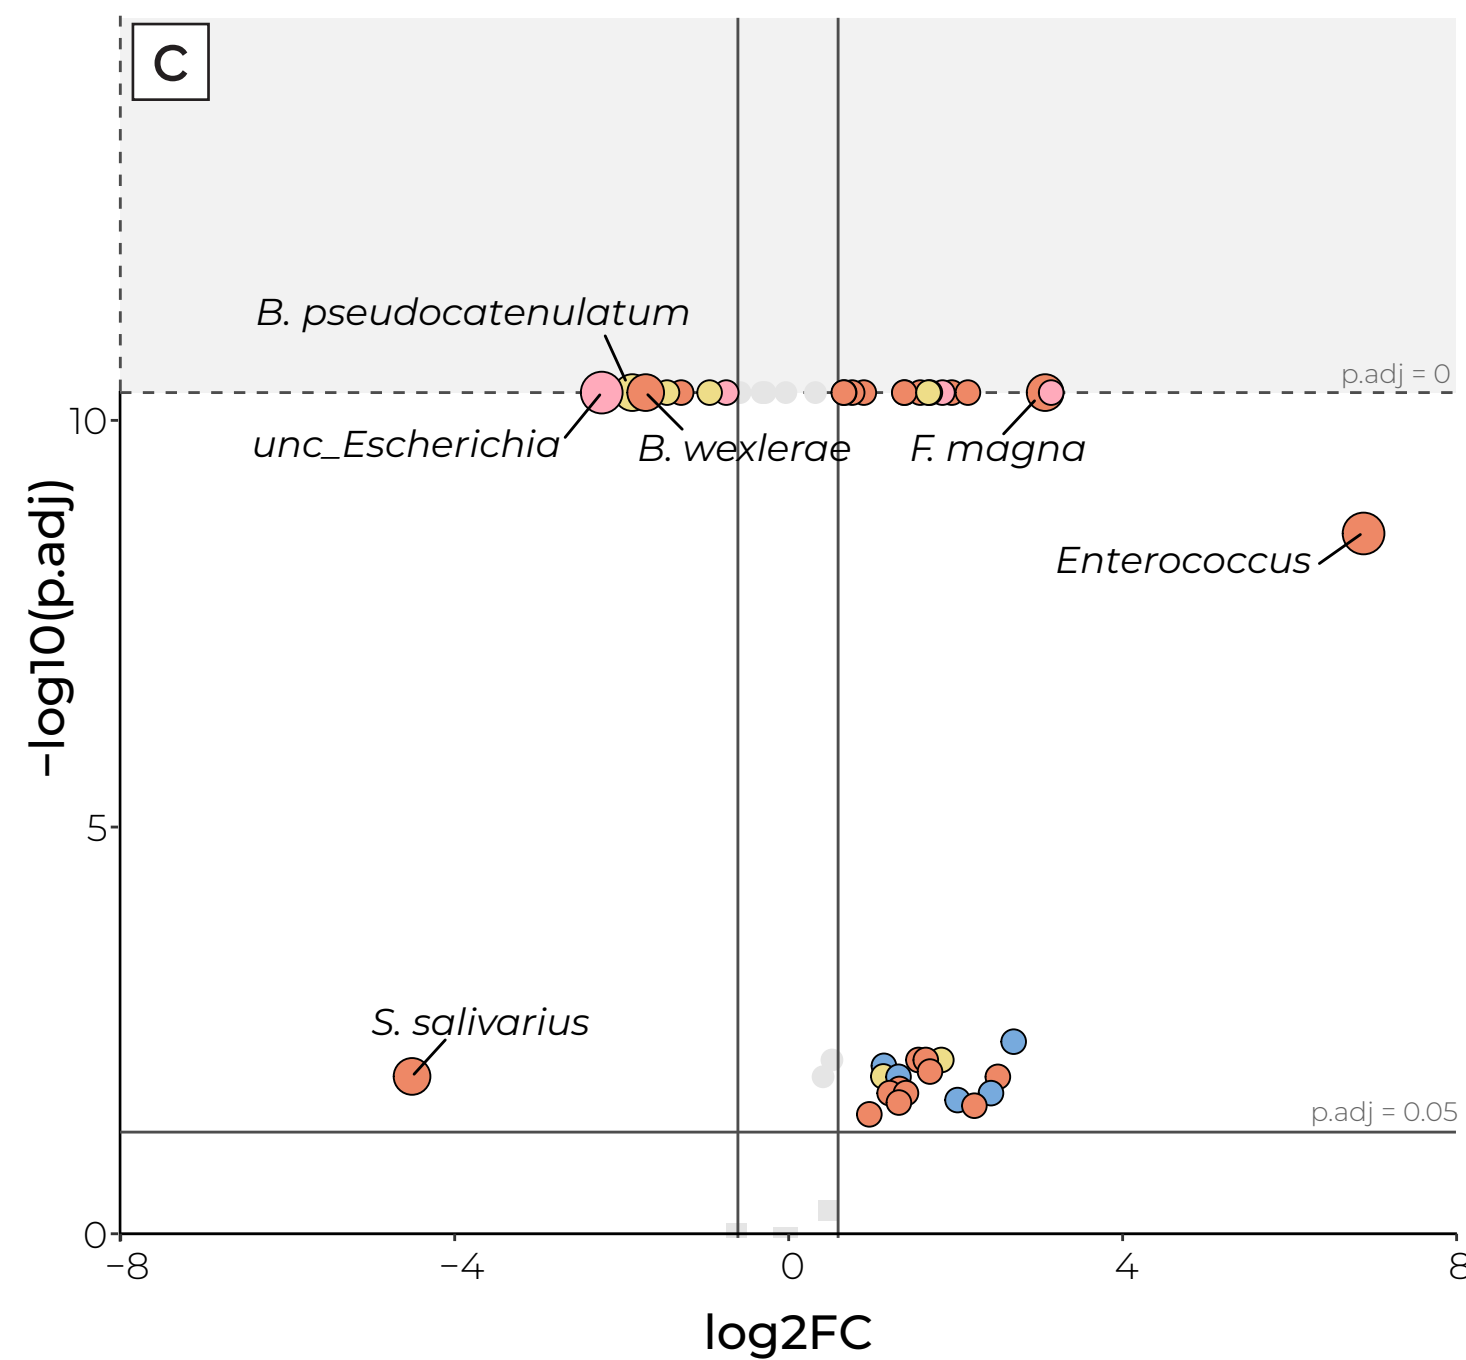 C
B. pseudocatenulatum
p.adj = 0
10
unc_Escherichia
B. wexlerae
F. magna
Enterococcus
−log10(p.adj)
5
S. salivarius
p.adj = 0.05
0
−8
−4
0
4
8
log2FC